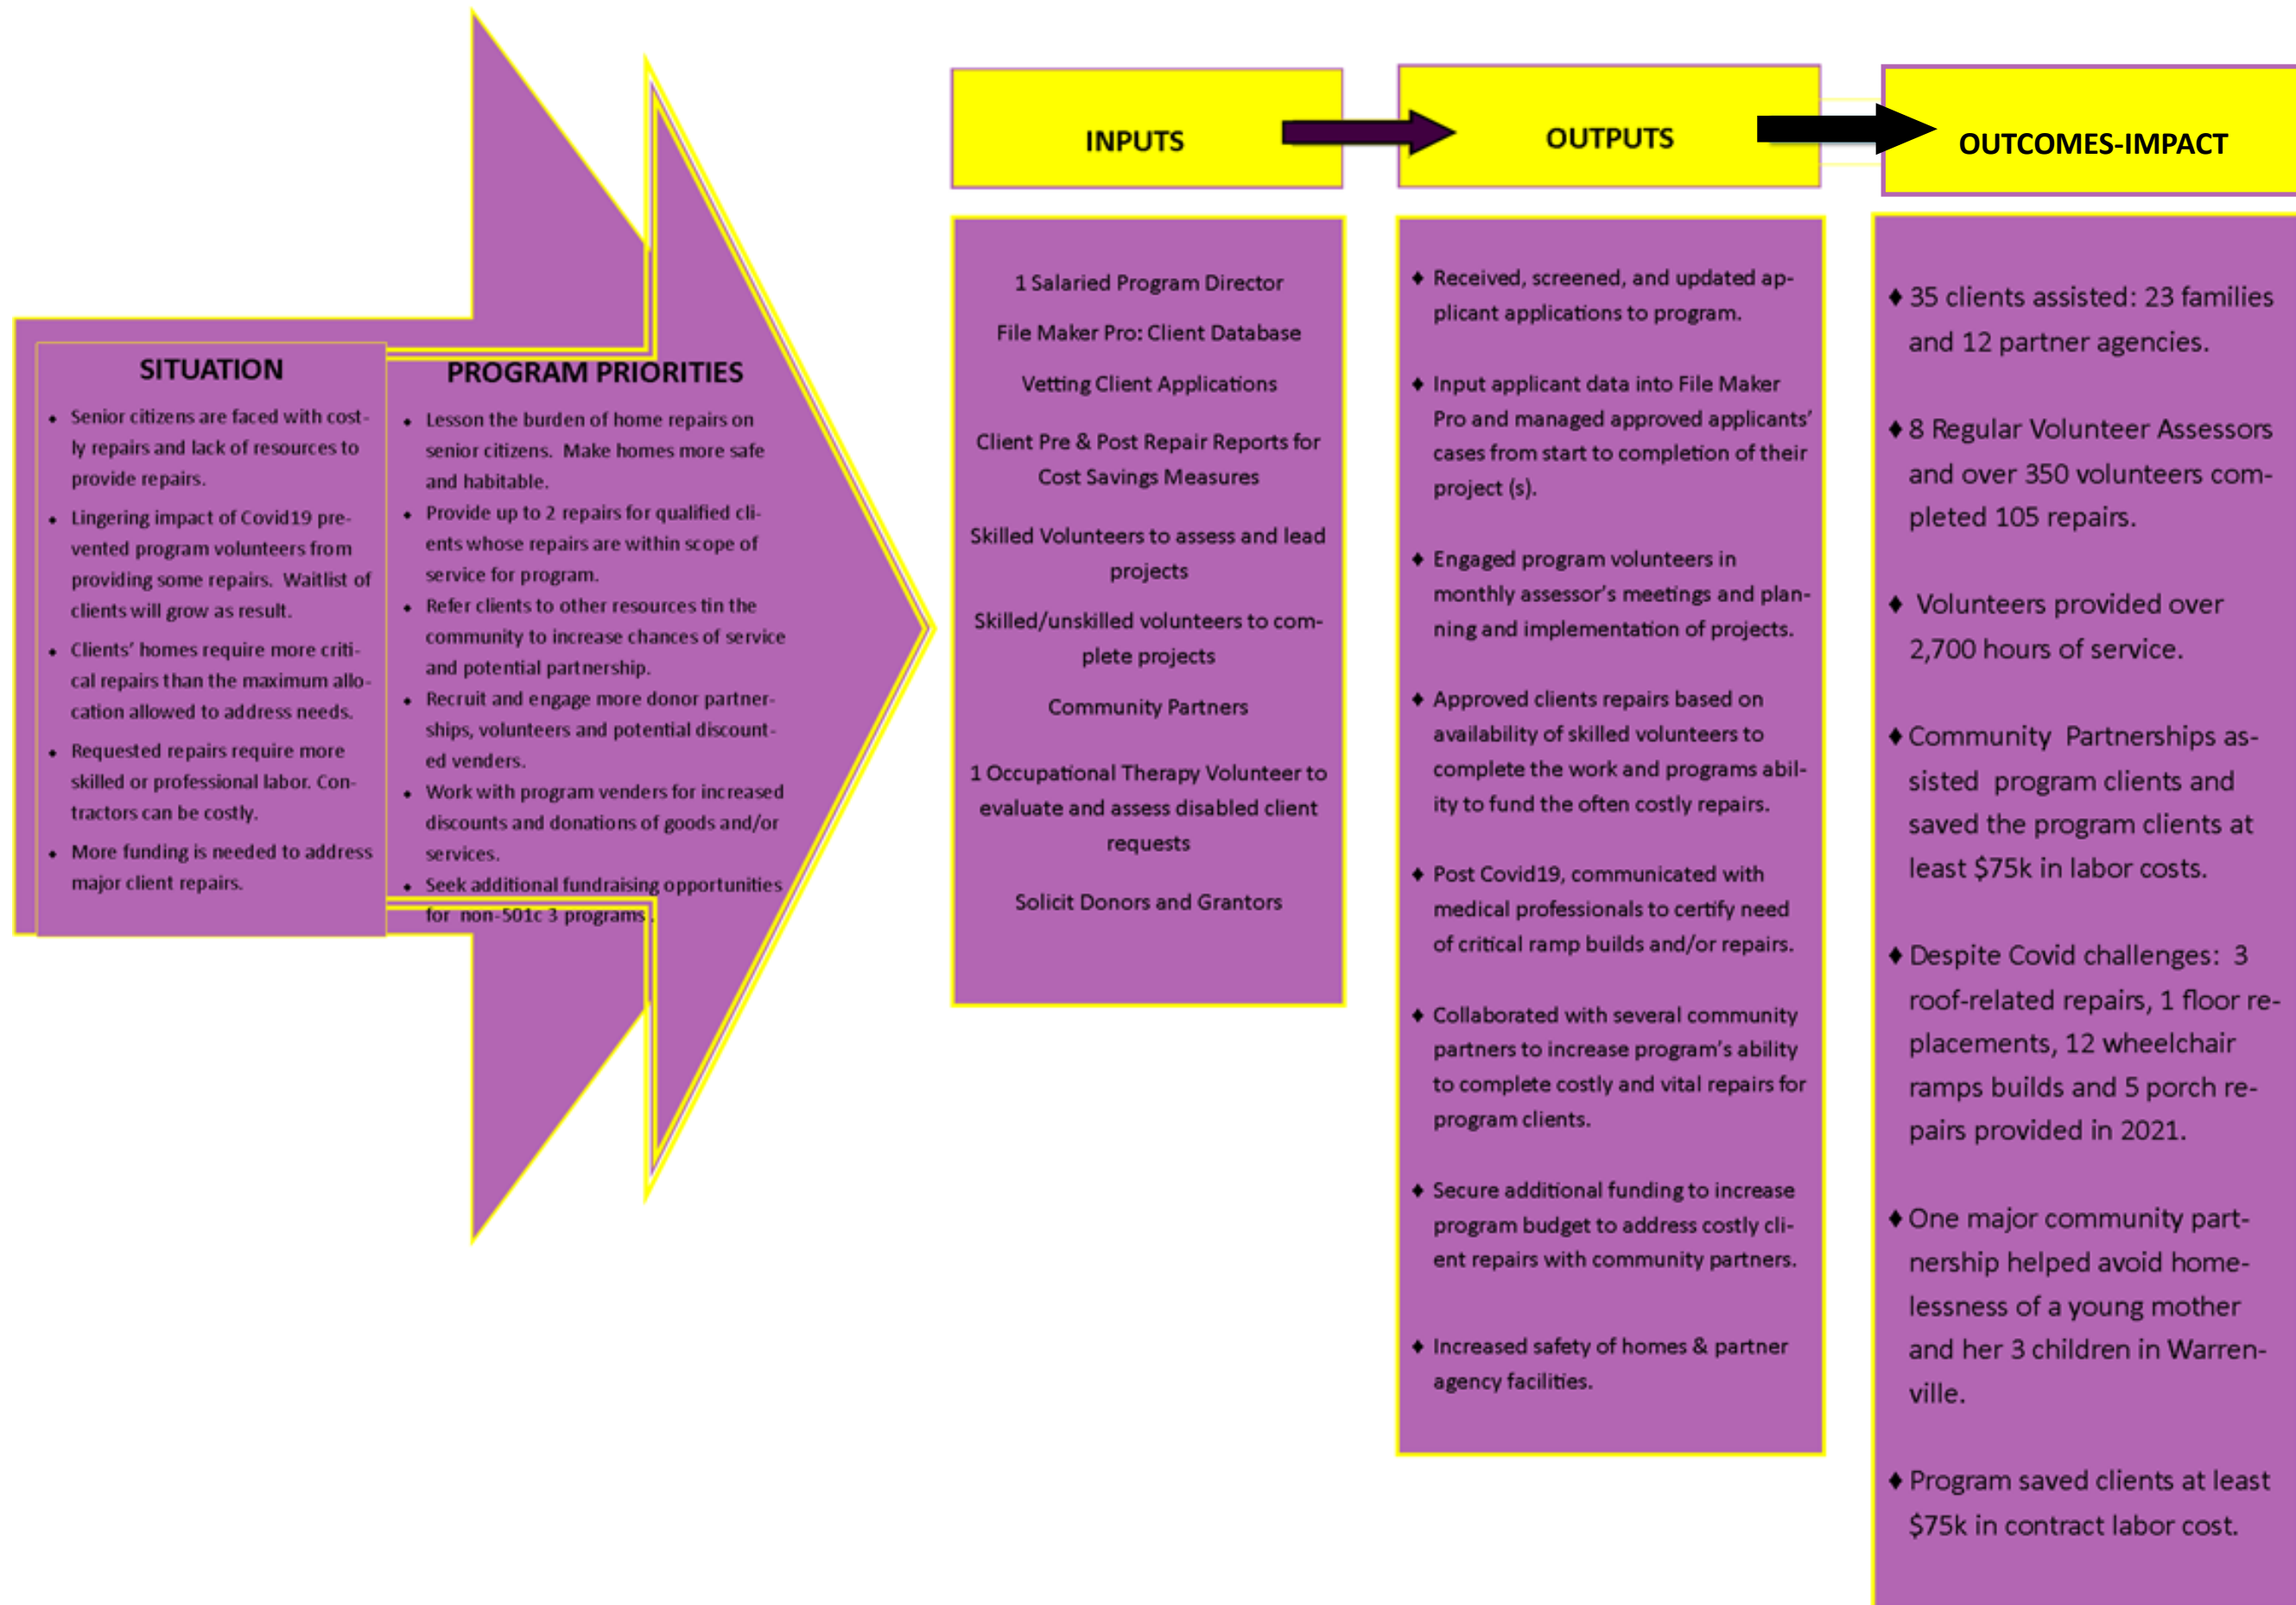 SITUATION
♦ Senior citizens are faced with cost-
ly repairs and lack of resources to
provide repairs.
♦ Lingering impact of Covid19 pre-
vented program volunteers from
providing some repairs.  Waitlist of
clients will grow as result.
♦ Clients' homes require more criti-
cal repairs than the maximum allo-
cation allowed to address needs.
♦ Requested repairs require more
skilled or professional labor. Con-
tractors can be costly.
♦ More funding is needed to address
major client repairs.
PROGRAM PRIORITIES
♦ Lesson the burden of home repairs on
senior citizens.  Make homes more safe
and habitable.
♦ Provide up to 2 repairs for qualified cli-
ents whose repairs are within scope of
service for program.
♦ Refer clients to other resources tin the
community to increase chances of service
and potential partnership.
♦ Recruit and engage more donor partner-
ships, volunteers and potential discount-
ed venders.
♦ Work with program venders for increased
discounts and donations of goods and/or
services.
♦ Seek additional fundraising opportunities
for  non-501c 3 programs .
INPUTS
1 Salaried Program Director
File Maker Pro: Client Database
Vetting Client Applications
Client Pre & Post Repair Reports for
Cost Savings Measures
Skilled Volunteers to assess and lead
projects
Skilled/unskilled volunteers to com-
plete projects
Community Partners
1 Occupational Therapy Volunteer to
evaluate and assess disabled client
requests
Solicit Donors and Grantors
OUTPUTS
♦ Received, screened, and updated ap-
plicant applications to program.
♦ Input applicant data into File Maker
Pro and managed approved applicants'
cases from start to completion of their
project (s).
♦ Engaged program volunteers in
monthly assessor's meetings and plan-
ning and implementation of projects.
♦ Approved clients repairs based on
availability of skilled volunteers to
complete the work and programs abil-
ity to fund the often costly repairs.
♦ Post Covid19, communicated with
medical professionals to certify need
of critical ramp builds and/or repairs.
♦ Collaborated with several community
partners to increase program's ability
to complete costly and vital repairs for
program clients.
♦ Secure additional funding to increase
program budget to address costly cli-
ent repairs with community partners.
♦ Increased safety of homes & partner
agency facilities.
OUTCOMES-IMPACT
♦ 35 clients assisted: 23 families
and 12 partner agencies.
♦ 8 Regular Volunteer Assessors
and over 350 volunteers com-
pleted 105 repairs.
♦ Volunteers provided over
2,700 hours of service.
♦ Community  Partnerships as-
sisted  program clients and
saved the program clients at
least $75k in labor costs.
♦ Despite Covid challenges:  3
roof-related repairs, 1 floor re-
placements, 12 wheelchair
ramps builds and 5 porch re-
pairs provided in 2021.
♦ One major community part-
nership helped avoid home-
lessness of a young mother
and her 3 children in Warren-
ville.
♦ Program saved clients at least
$75k in contract labor cost.